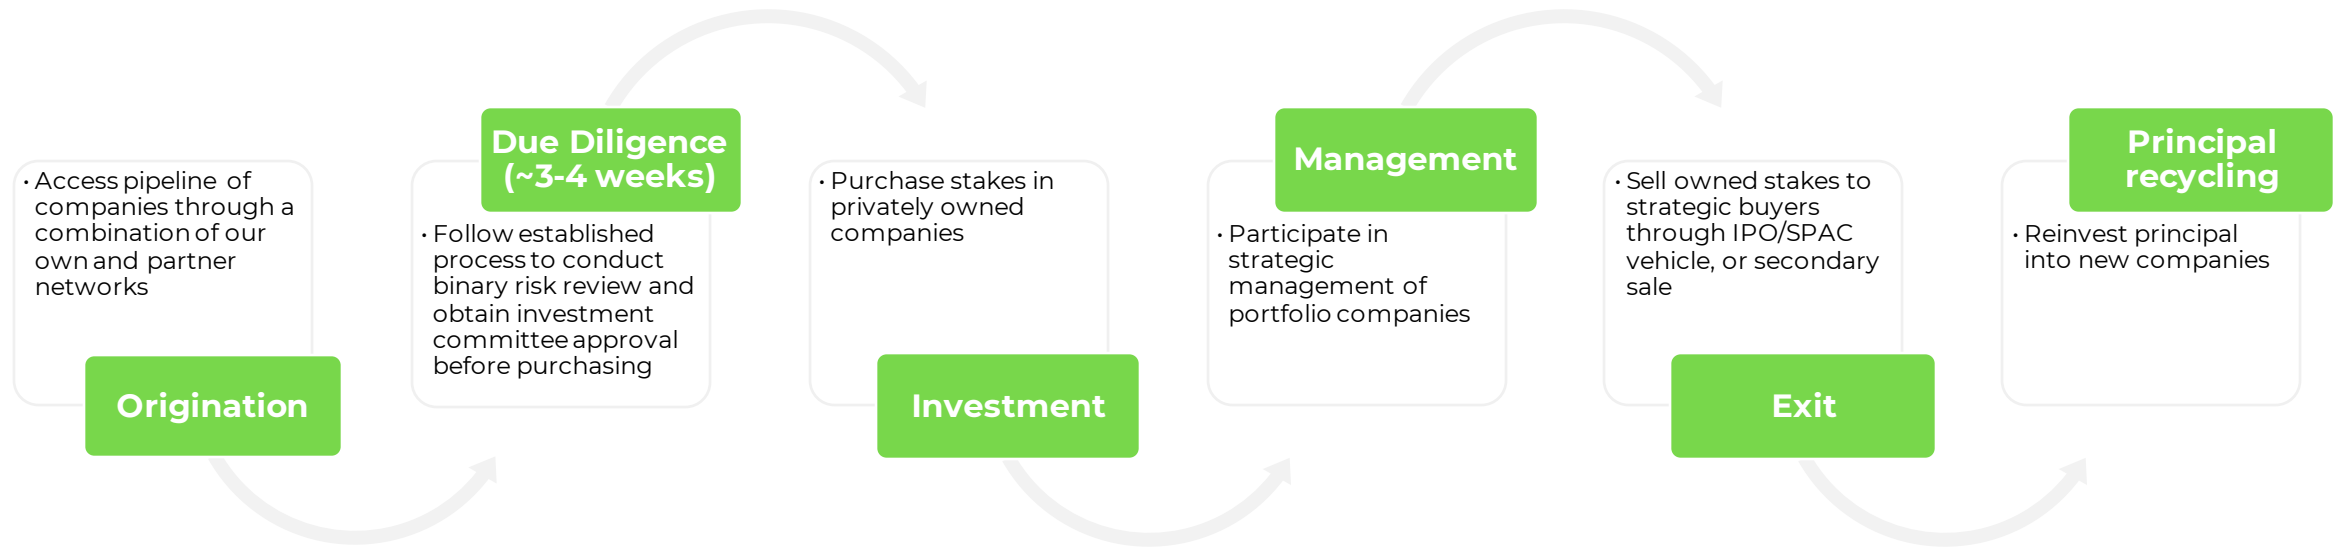 · Access pipeline of
companies through a
combination of our
own and partner
networks
Origination
Due Diligence
(~3-4 weeks)
· Follow established
process to conduct
binary risk review and
obtain investment
committee approval
before purchasing
· Purchase stakes in
privately owned
companies
Investment
Management
· Participate in
strategic
management of
portfolio companies
· Sell owned stakes to
strategic buyers
through IPO/SPAC
vehicle, or secondary
sale
Exit
Principal
recycling
· Reinvest principal
into new companies